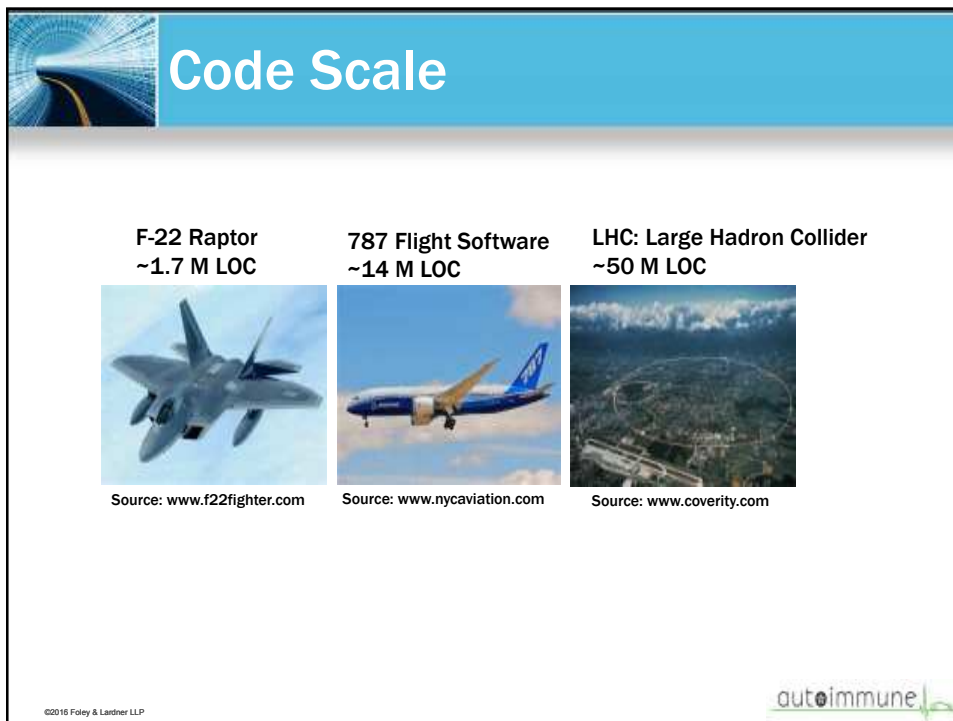 Code Scale
F-22 Raptor
~1.7 M LOC
787 Flight Software
~14 M LOC
LHC: Large Hadron Collider
~50 M LOC
787
Source: www.f22fighter.com
Source: www.nycaviation.com
Source: www.coverity.com
©2016 Foley & Lardner LLP
autoimmune